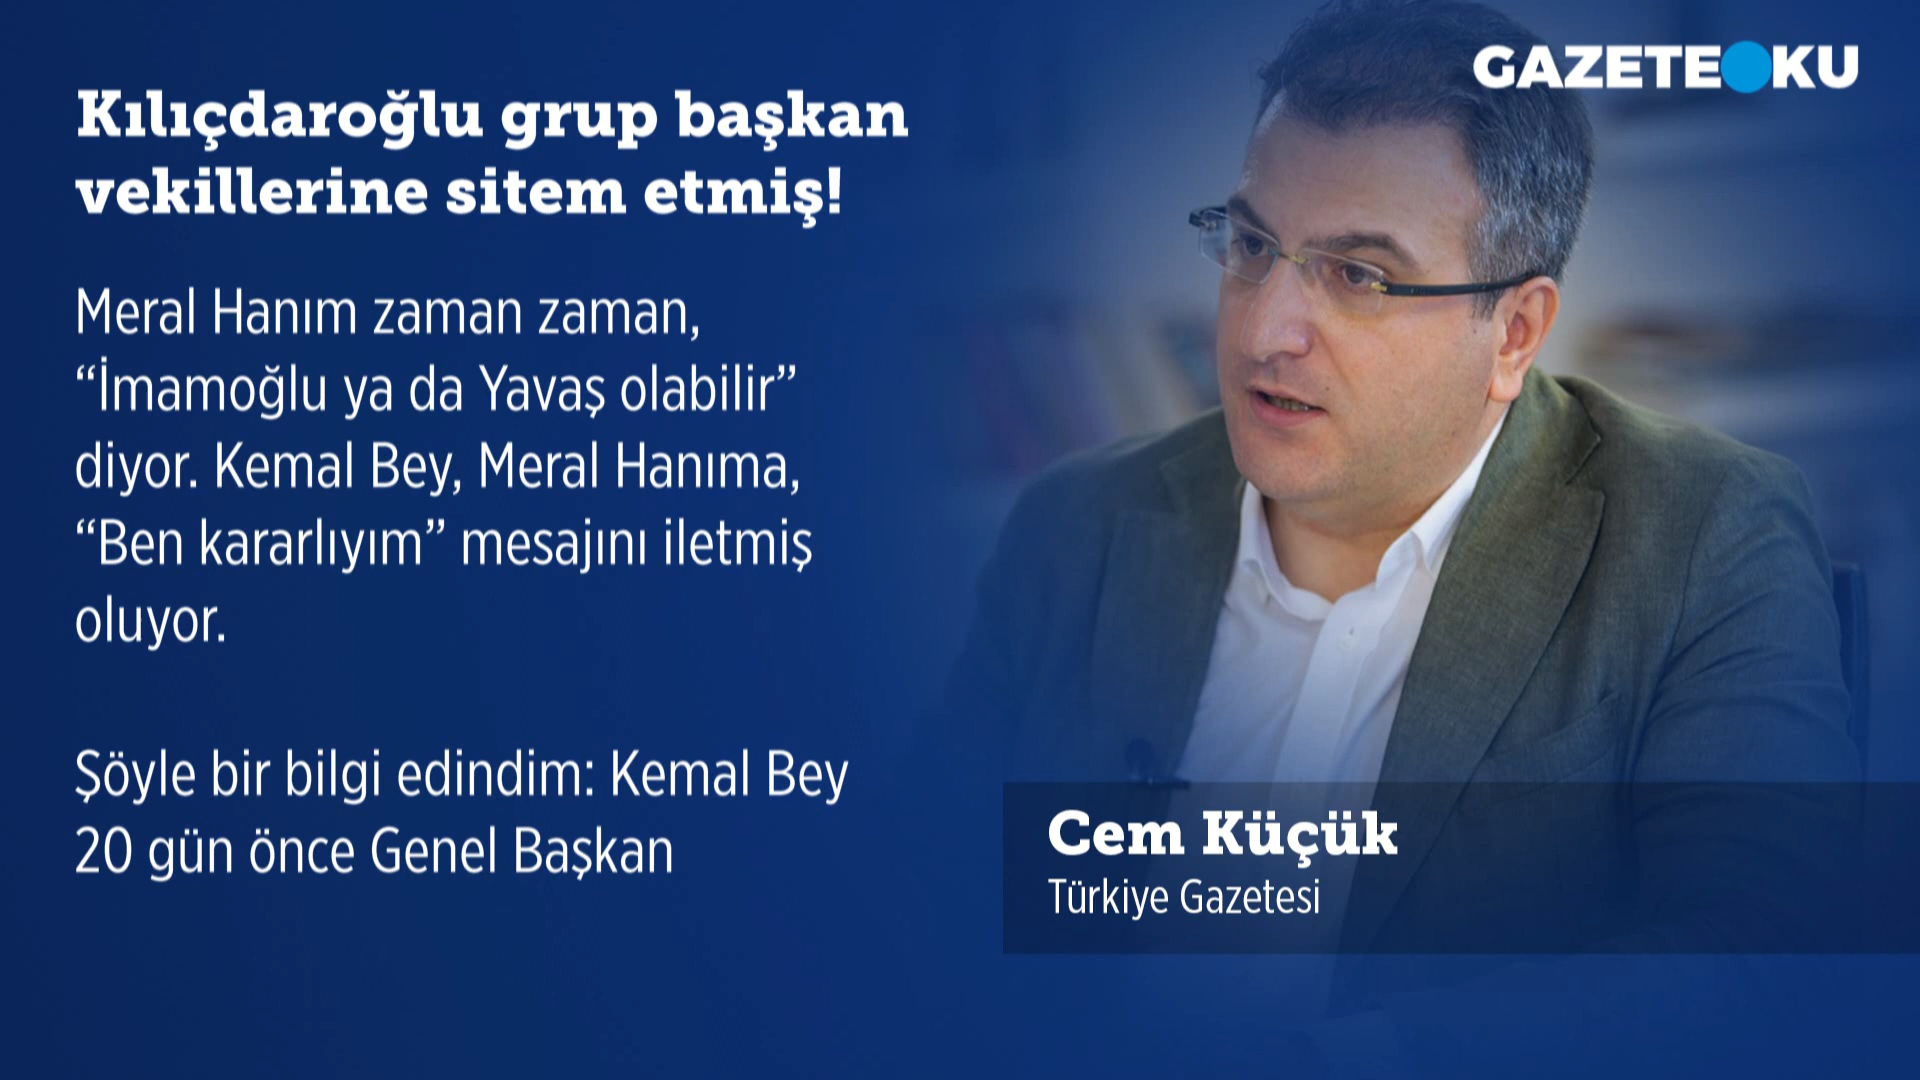 GAZETE KU
Kılıçdaroğlu grup başkan
vekillerine sitem etmiş!
Meral Hanım zaman zaman,
“İmamoğlu ya da Yavaş olabilir”
diyor. Kemal Bey, Meral Hanıma,
“Ben kararlıyım” mesajını iletmiş
oluyor.
Şöyle bir bilgi edindim: Kemal Bey
20 gün önce Genel Başkan
Cem Küçük
Türkiye Gazetesi